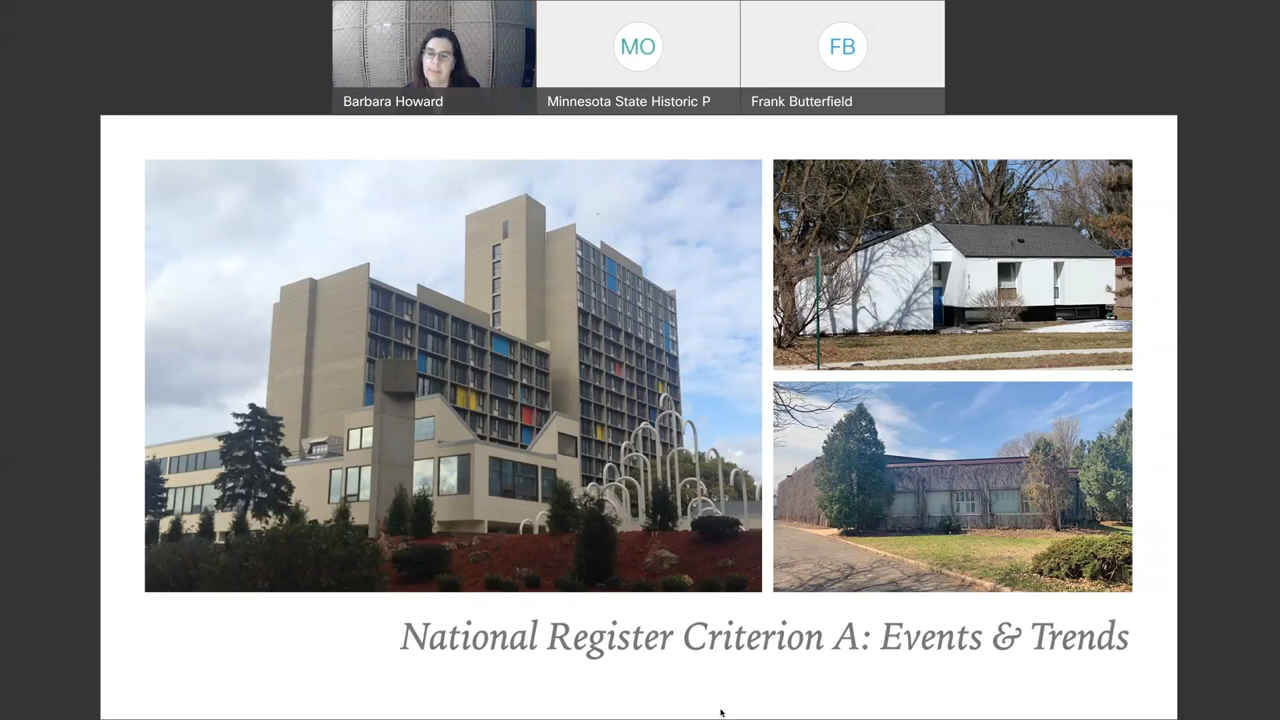 MO
FB
Barbara Howard
Minnesota State Historic P
Frank Butterfield
National Register Criterion A: Events & Trends